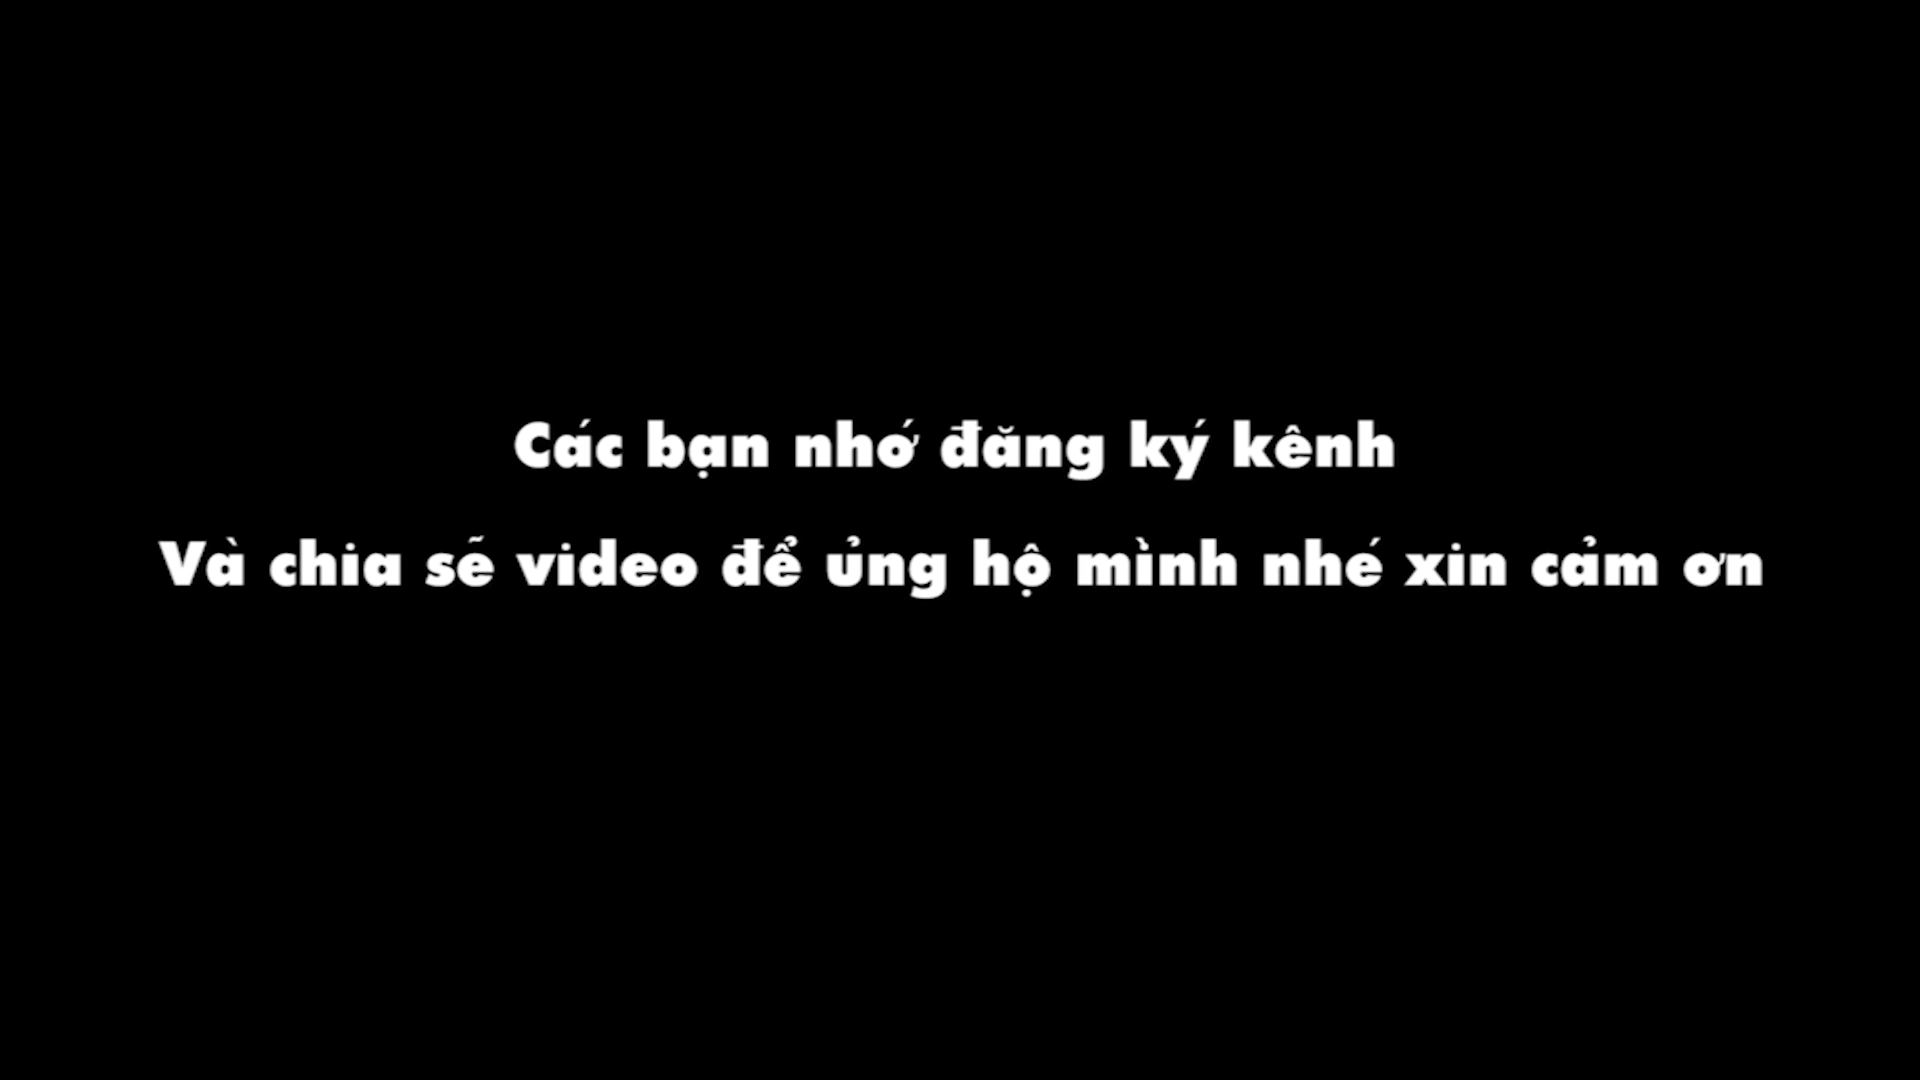 Các bạn nhớ đăng ký kênh
Và chia sẽ video để ủng hộ mình nhé xin cảm ơn